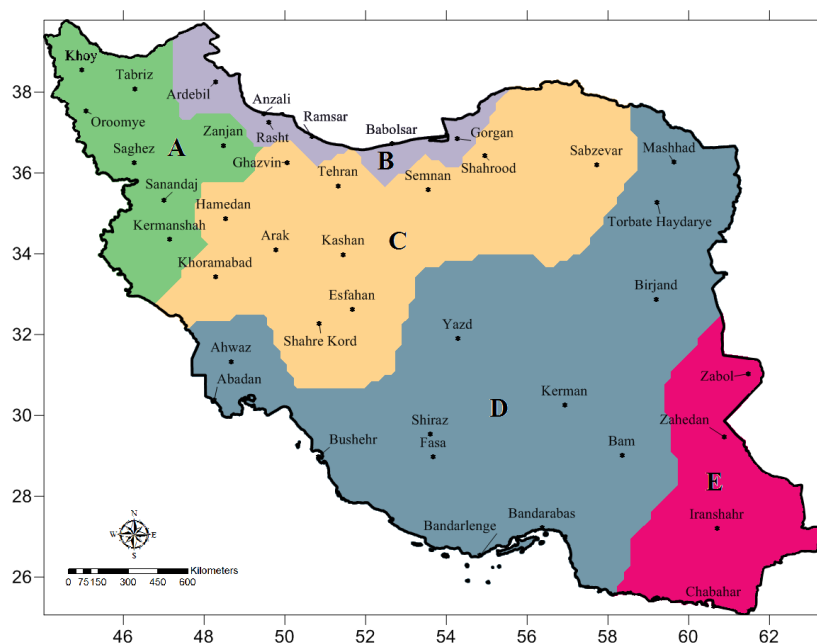 Khoy
Tabriz
38
Ardebil
Anzali
Oroomye
Ramsar
Rasht
Babolsar
Gorgan
Zanjan
A
Saghez
Ghazvin
B
Shahrood
Sabzevar
Mashhad
36
Tehran
Semnan
Sanandaj
Hamedan
Torbate Haydarye
Kermanshah
Arak
Kashan
C
34
Khoramabad
Birjand
Esfahan
Shahre Kord
Yazd
32
Ahwaz
Zabol
Abadan
Kerman
30
Shiraz
D
Zahedan
Fasa
Bushehr
Bam
E
28
N
W E
S
Bandarlenge
Bandarabas
Iranshahr
0 75 150 300 450 600 Kilometers
26
Chabahar
46 48 50 52 54 56 58 60 62